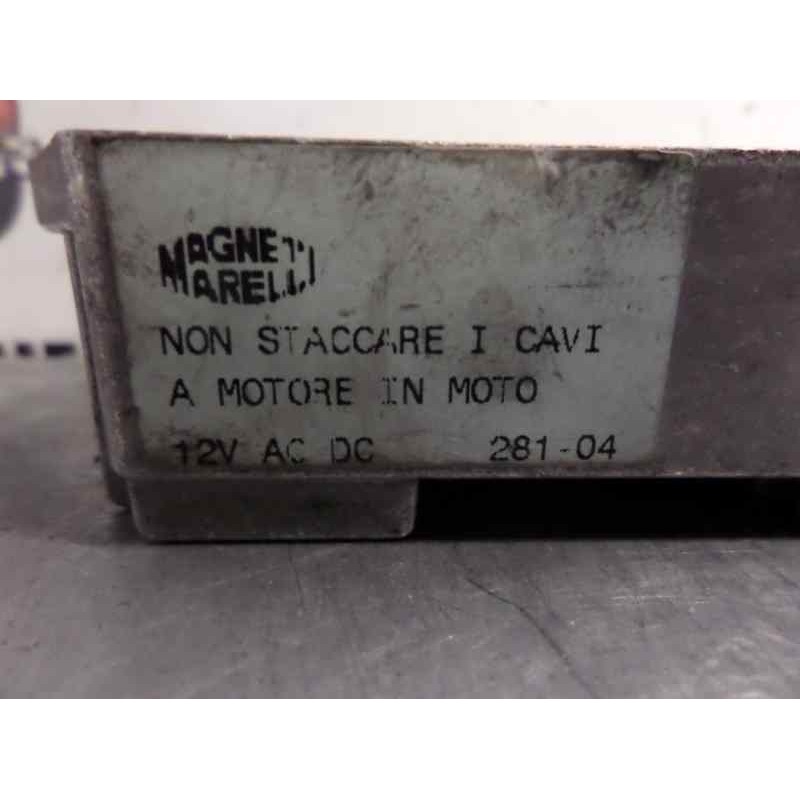 MAGNETI
MARELLI
NON STACCARE I CAVI
A MOTORE IN MOTO
12V AC DC 281-04